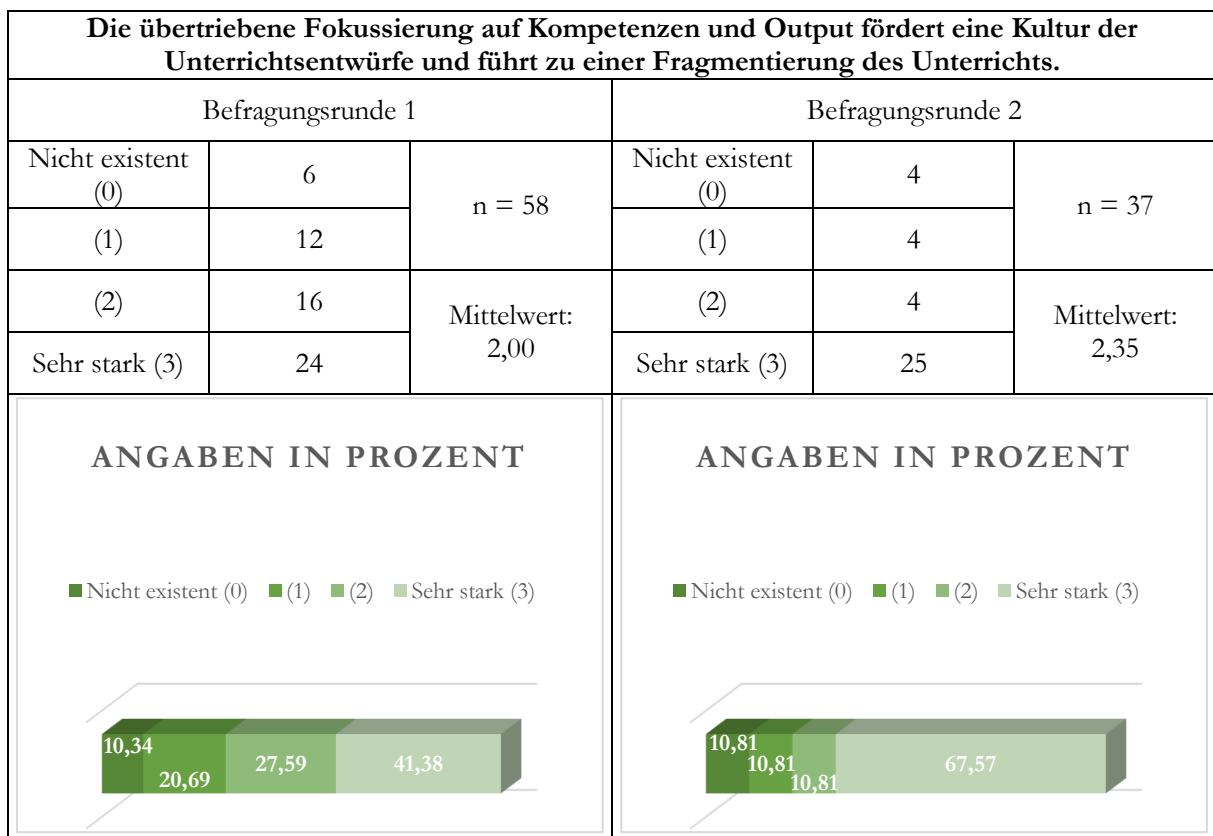 Die übertriebene Fokussierung auf Kompetenzen und Output fördert eine Kultur der
Unterrichtsentwürfe und führt zu einer Fragmentierung des Unterrichts.
Befragungsrunde 1
Befragungsrunde 2
Nicht existent
(0)
6
n = 58
Nicht existent
(0)
4
n = 37
(1)
12
(1)
4
(2)
16
Mittelwert:
2,00
(2)
4
Mittelwert:
2,35
Sehr stark (3)
24
Sehr stark (3)
25
ANGABEN IN PROZENT
Nicht existent (0) (1) (2) Sehr stark (3)
10,34
20,69
27,59
41,38
ANGABEN IN PROZENT
Nicht existent (0) (1) (2) Sehr stark (3)
10,81
10,81
10,81
67,57